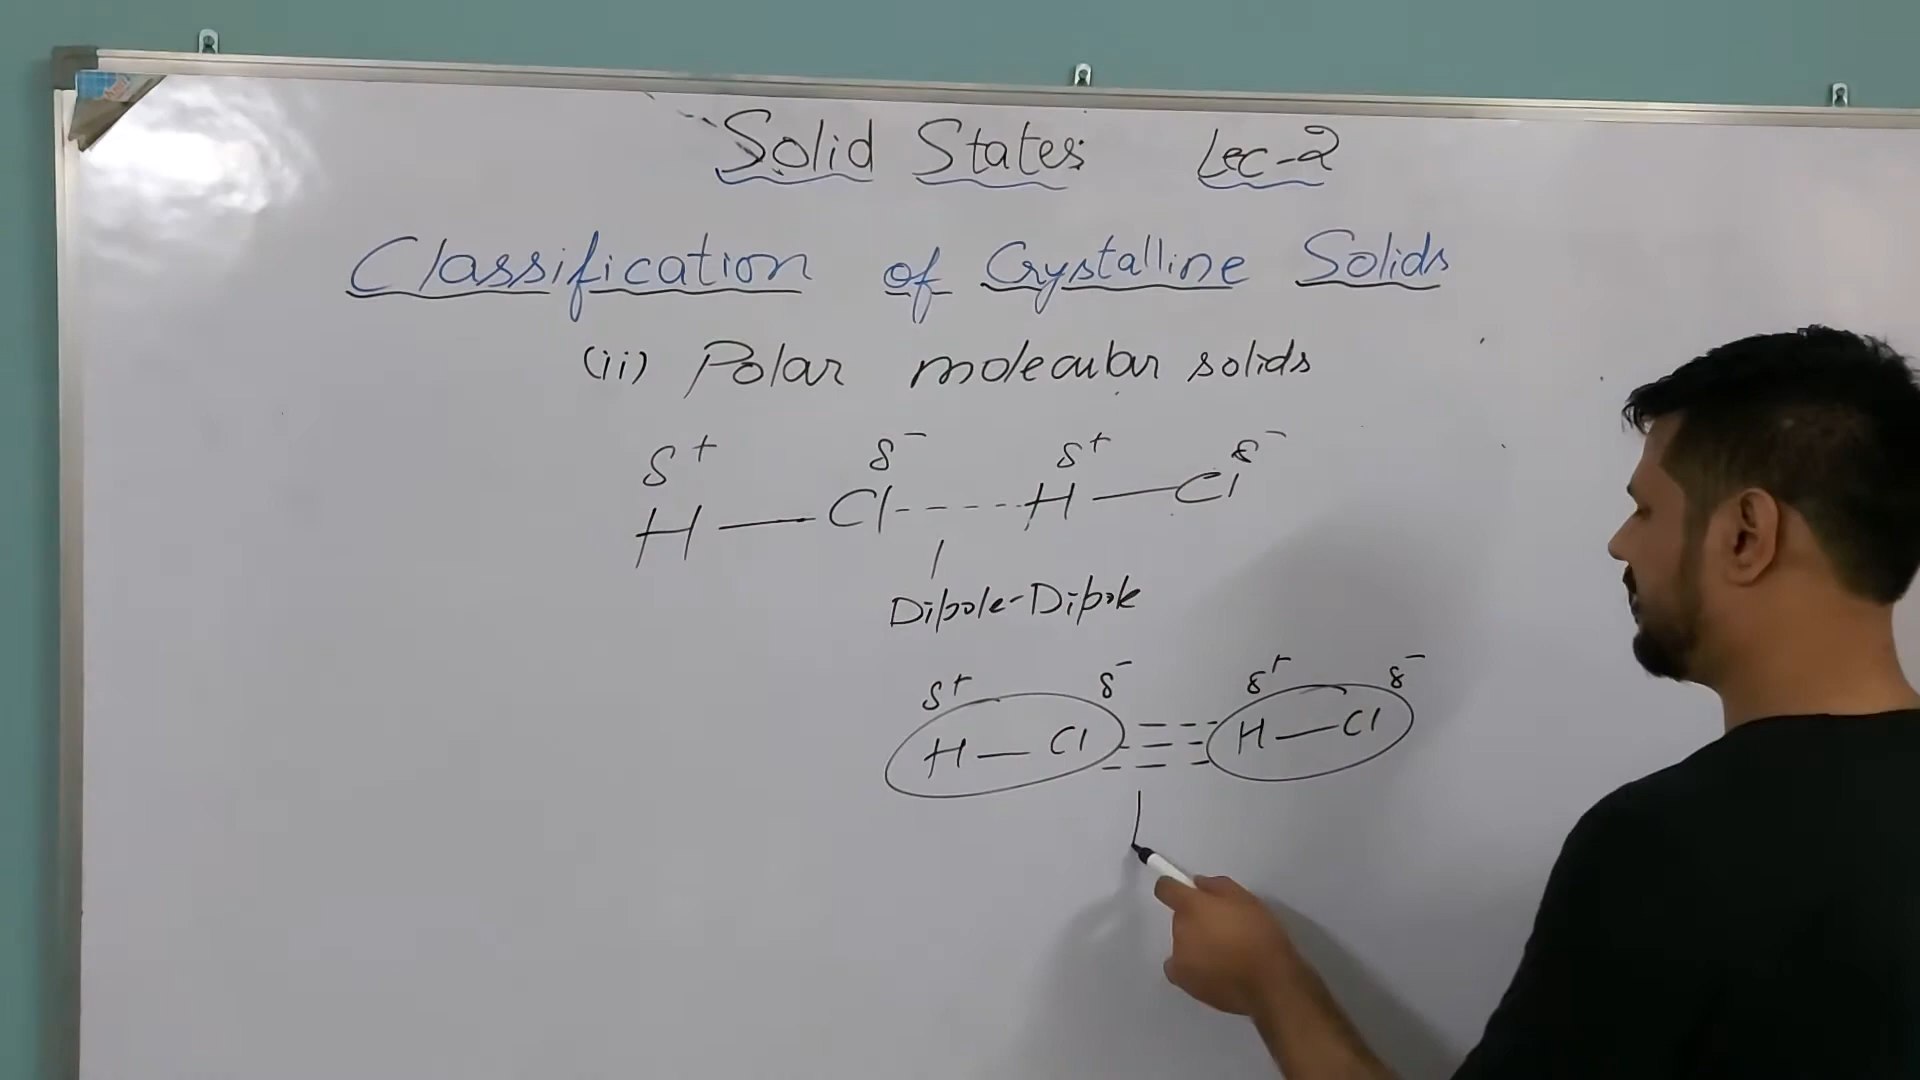 Solid States Lec-2
Classification of Crystalline Solids
(ii) Polar molecular solids
δ+ δ- δ+ δ-
H — Cl ----- H — Cl
Dipole-Dipole
δ+ δ- δ+ δ-
H — Cl --- H — Cl